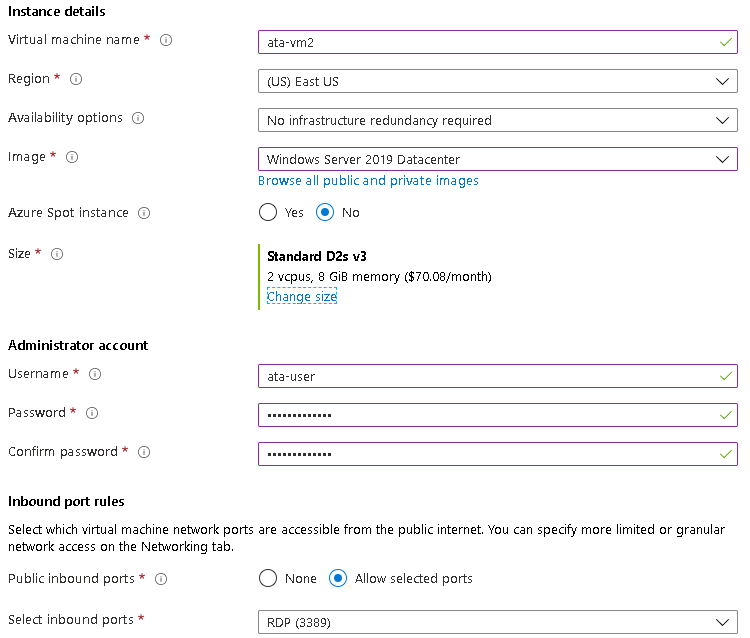 Instance details
Virtual machine name *
ata-vm2
Region *
(US) East US
Availability options
No infrastructure redundancy required
Image *
Windows Server 2019 Datacenter
Browse all public and private images
Azure Spot instance
Yes No
Size *
Standard D2s v3
2 vcpus, 8 GiB memory ($70.08/month)
Change size
Administrator account
Username *
ata-user
Password *
•••••••••••••
Confirm password *
•••••••••••••
Inbound port rules
Select which virtual machine network ports are accessible from the public internet. You can specify more limited or granular
network access on the Networking tab.
Public inbound ports *
None Allow selected ports
Select inbound ports *
RDP (3389)